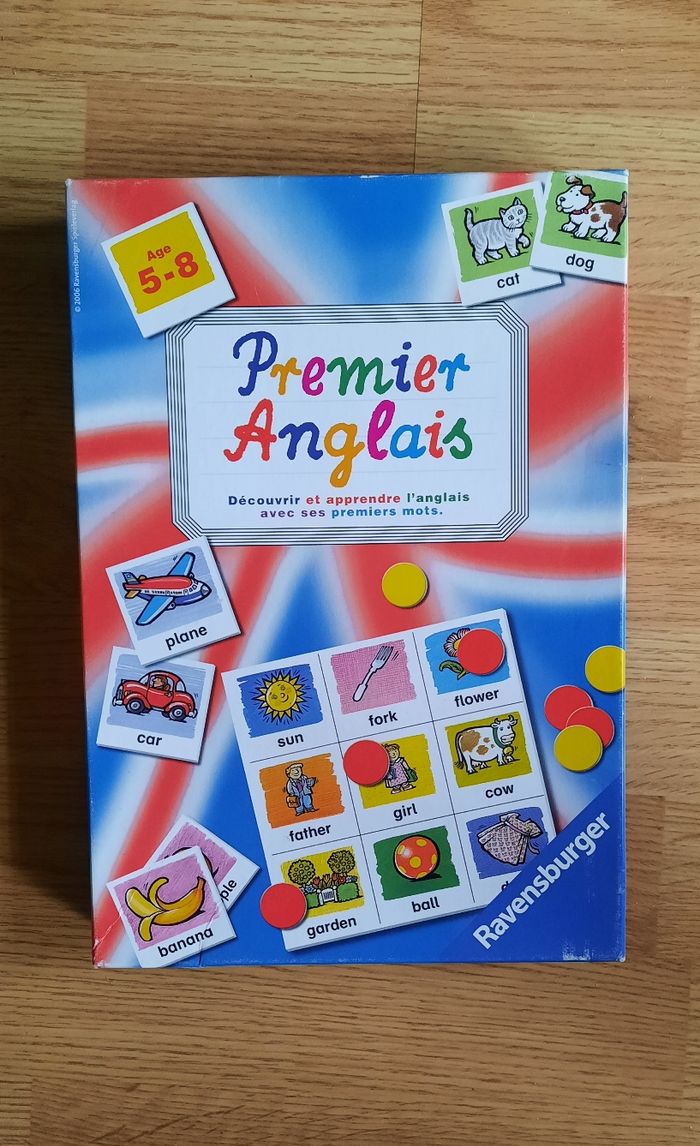 © 2006 Ravensburger Spieleverlag
Age
5-8
cat
dog
Premier
Anglais
Découvrir et apprendre l'anglais
avec ses premiers mots.
plane
car
sun
fork
flower
father
girl
cow
garden
ball
banana
Ravensburger